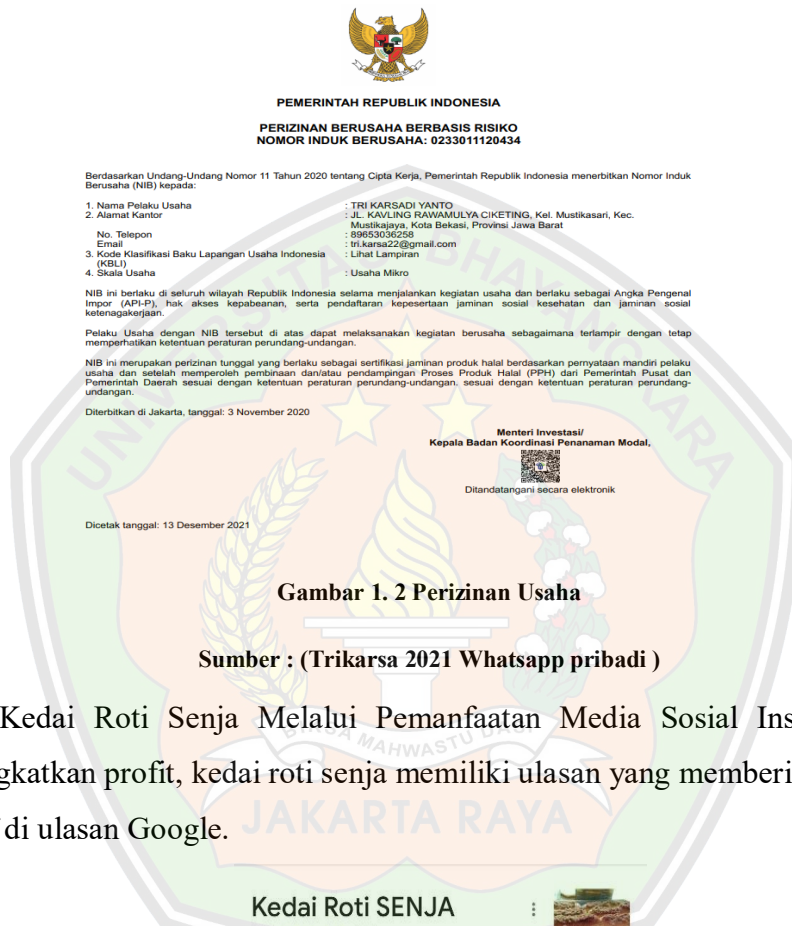 PEMERINTAH REPUBLIK INDONESIA
PERIZINAN BERUSAHA BERBASIS RISIKO
NOMOR INDUK BERUSAHA: 0233011120434
Berdasarkan Undang-Undang Nomor 11 Tahun 2020 tentang Cipta Kerja, Pemerintah Republik Indonesia menerbitkan Nomor Induk
Berusaha (NIB) kepada:
1. Nama Pelaku Usaha : TRI KARSADI YANTO
2. Alamat Kantor : JL. KAVLING RAWAMULYA CIKETING, Kel. Mustikasari, Kec.
Mustikajaya, Kota Bekasi, Provinsi Jawa Barat
No. Telepon : 89653036258
Email : tri.karsa22@gmail.com
3. Kode Klasifikasi Baku Lapangan Usaha Indonesia : Lihat Lampiran
(KBLI)
4. Skala Usaha : Usaha Mikro
NIB ini berlaku di seluruh wilayah Republik Indonesia selama menjalankan kegiatan usaha dan berlaku sebagai Angka Pengenal
Impor (API-P), hak akses kepabeanan, serta pendaftaran kepesertaan jaminan sosial kesehatan dan jaminan sosial
ketenagakerjaan.
Pelaku Usaha dengan NIB tersebut di atas dapat melaksanakan kegiatan berusaha sebagaimana terlampir dengan tetap
memperhatikan ketentuan peraturan perundang-undangan.
NIB ini merupakan perizinan tunggal yang berlaku sebagai sertifikasi jaminan produk halal berdasarkan pernyataan mandiri pelaku
usaha dan setelah memperoleh pembinaan dan/atau pendampingan Proses Produk Halal (PPH) dari Pemerintah Pusat dan
Pemerintah Daerah sesuai dengan ketentuan peraturan perundang-undangan. sesuai dengan ketentuan peraturan perundang-
undangan.
Diterbitkan di Jakarta, tanggal: 3 November 2020
Menteri Investasi/
Kepala Badan Koordinasi Penanaman Modal,
Ditandatangani secara elektronik
Dicetak tanggal: 13 Desember 2021
Gambar 1. 2 Perizinan Usaha
Sumber : (Trikarsa 2021 Whatsapp pribadi )
Kedai Roti Senja Melalui Pemanfaatan Media Sosial Ins
gkatkan profit, kedai roti senja memiliki ulasan yang memberi
di ulasan Google.
JAKARTA RAYA
Kedai Roti SENJA